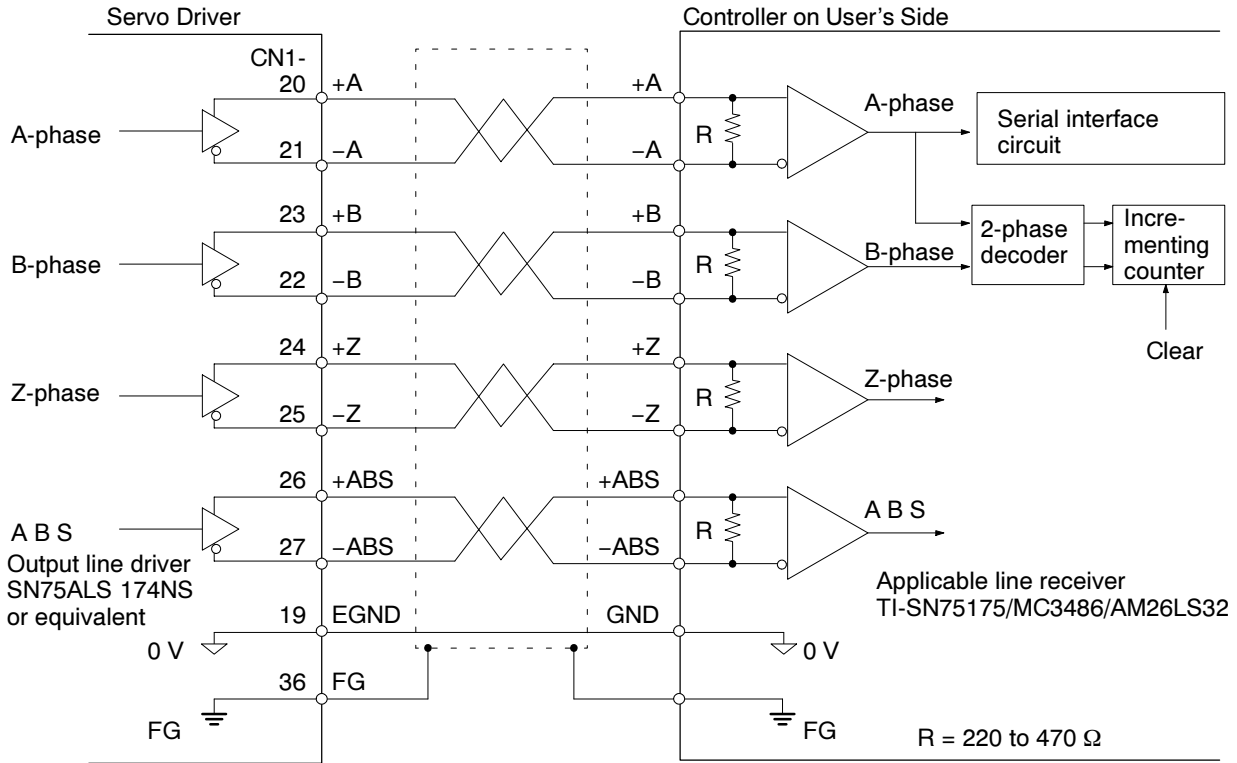 Servo Driver
Controller on User's Side
CN1-
20 +A +A
A-phase
A-phase
R
Serial interface
circuit
21 −A −A
23 +B +B
B-phase
B-phase
R
2-phase
decoder
Incre-
menting
counter
22 −B −B
Clear
24 +Z +Z
Z-phase
Z-phase
R
25 −Z −Z
26 +ABS +ABS
A B S
A B S
R
27 −ABS −ABS
Output line driver
SN75ALS 174NS
or equivalent
Applicable line receiver
TI-SN75175/MC3486/AM26LS32
19 EGND GND
0 V
0 V
36 FG
FG
FG
R = 220 to 470 Ω